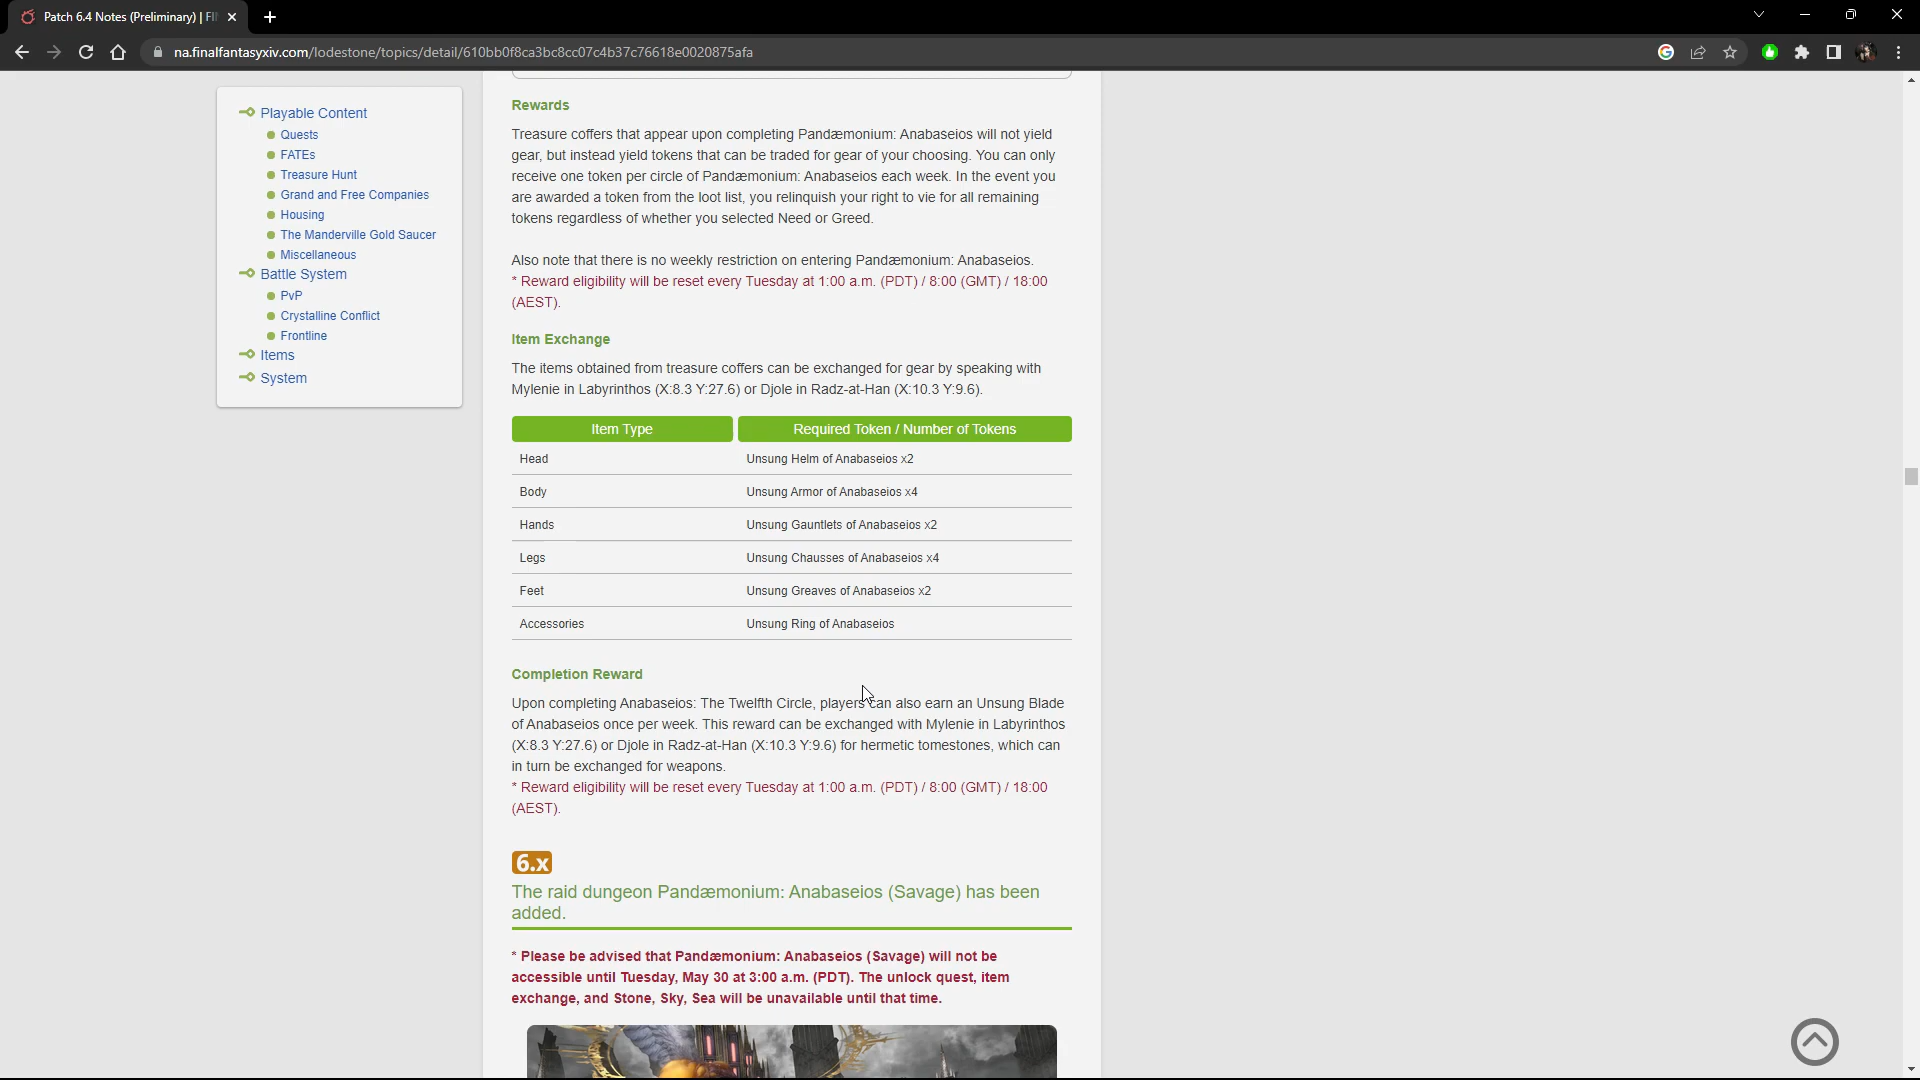 Patch 6.4 Notes (Preliminary) | FI
na.finalfantasyxiv.com/lodestone/topics/detail/610bb0f8ca3bc8cc07c4b37c76618e0020875afa
Playable Content
Quests
FATEs
Treasure Hunt
Grand and Free Companies
Housing
The Manderville Gold Saucer
Miscellaneous
Battle System
PvP
Crystalline Conflict
Frontline
Items
System
Rewards
Treasure coffers that appear upon completing Pandæmonium: Anabaseios will not yield
gear, but instead yield tokens that can be traded for gear of your choosing. You can only
receive one token per circle of Pandæmonium: Anabaseios each week. In the event you
are awarded a token from the loot list, you relinquish your right to vie for all remaining
tokens regardless of whether you selected Need or Greed.
Also note that there is no weekly restriction on entering Pandæmonium: Anabaseios.
* Reward eligibility will be reset every Tuesday at 1:00 a.m. (PDT) / 8:00 (GMT) / 18:00
(AEST).
Item Exchange
The items obtained from treasure coffers can be exchanged for gear by speaking with
Mylenie in Labyrinthos (X:8.3 Y:27.6) or Djole in Radz-at-Han (X:10.3 Y:9.6).
Item Type Required Token / Number of Tokens
Head Unsung Helm of Anabaseios x2
Body Unsung Armor of Anabaseios x4
Hands Unsung Gauntlets of Anabaseios x2
Legs Unsung Chausses of Anabaseios x4
Feet Unsung Greaves of Anabaseios x2
Accessories Unsung Ring of Anabaseios
Completion Reward
Upon completing Anabaseios: The Twelfth Circle, players can also earn an Unsung Blade
of Anabaseios once per week. This reward can be exchanged with Mylenie in Labyrinthos
(X:8.3 Y:27.6) or Djole in Radz-at-Han (X:10.3 Y:9.6) for hermetic tomestones, which can
in turn be exchanged for weapons.
* Reward eligibility will be reset every Tuesday at 1:00 a.m. (PDT) / 8:00 (GMT) / 18:00
(AEST).
6.x
The raid dungeon Pandæmonium: Anabaseios (Savage) has been
added.
* Please be advised that Pandæmonium: Anabaseios (Savage) will not be
accessible until Tuesday, May 30 at 3:00 a.m. (PDT). The unlock quest, item
exchange, and Stone, Sky, Sea will be unavailable until that time.